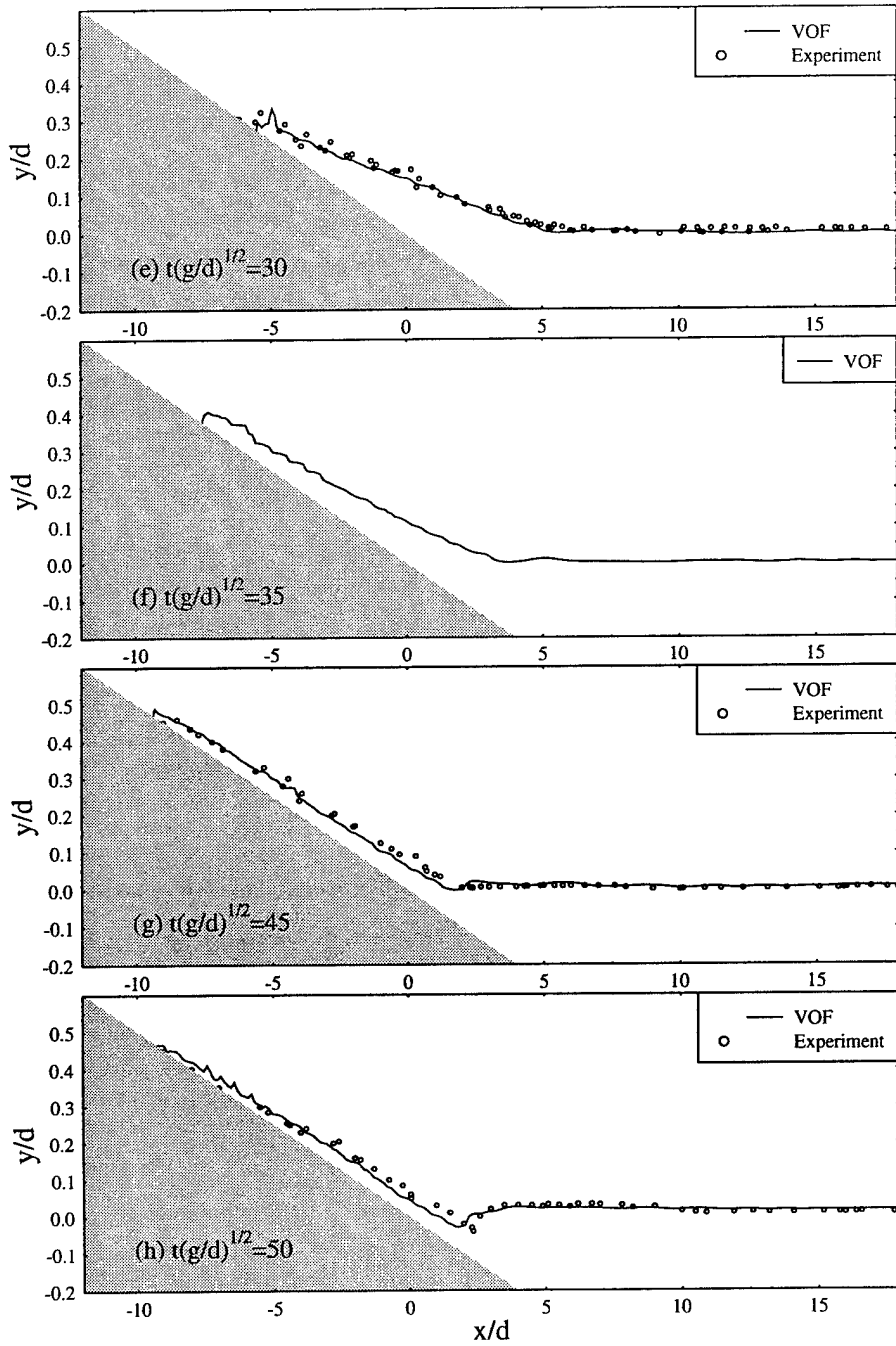 VOF
Experiment
y/d
0.5
0.4
0.3
0.2
0.1
0.0
-0.1
-0.2
(e) t(g/d)^1/2=30
-10 -5 0 5 10 15
VOF
y/d
0.5
0.4
0.3
0.2
0.1
0.0
-0.1
-0.2
(f) t(g/d)^1/2=35
-10 -5 0 5 10 15
VOF
Experiment
y/d
0.5
0.4
0.3
0.2
0.1
0.0
-0.1
-0.2
(g) t(g/d)^1/2=45
-10 -5 0 5 10 15
VOF
Experiment
y/d
0.5
0.4
0.3
0.2
0.1
0.0
-0.1
-0.2
(h) t(g/d)^1/2=50
-10 -5 0 5 10 15
x/d